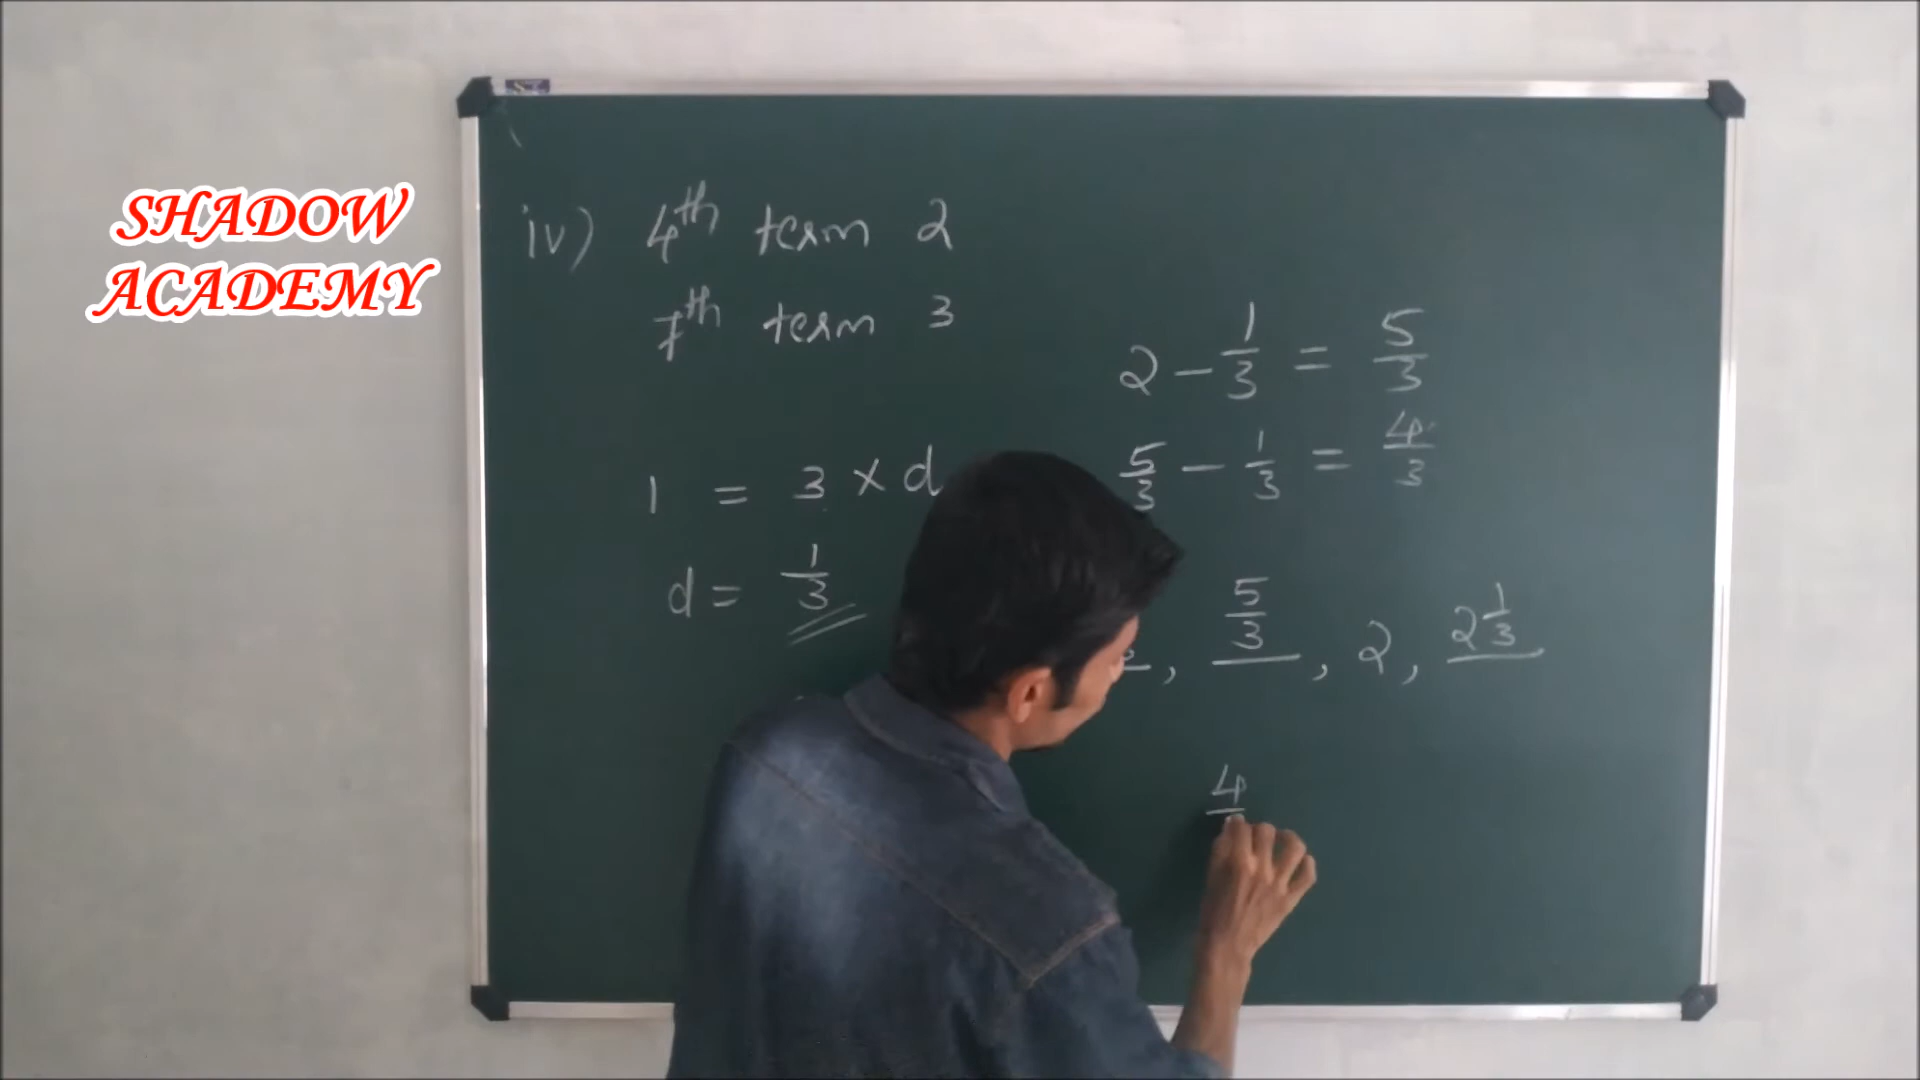 SHADOW
ACADEMY
iv) 4th term 2
7th term 3
2 - 1/3 = 5/3
1 = 3 × d
5/3 - 1/3 = 4/3
d = 1/3
, 5/3, 2, 2 1/3
4